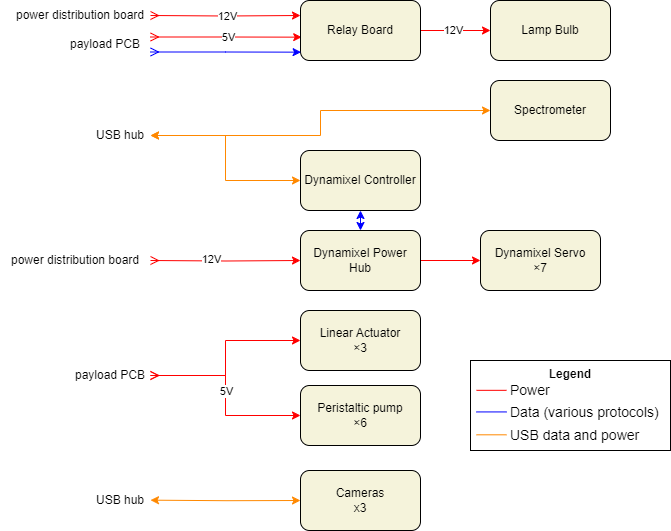 power distribution board
12V
payload PCB
5V
Relay Board
12V
Lamp Bulb
USB hub
Spectrometer
Dynamixel Controller
power distribution board
12V
Dynamixel Power
Hub
Dynamixel Servo
×7
payload PCB
5V
Linear Actuator
×3
Peristaltic pump
×6
Legend
Power
Data (various protocols)
USB data and power
USB hub
Cameras
x3